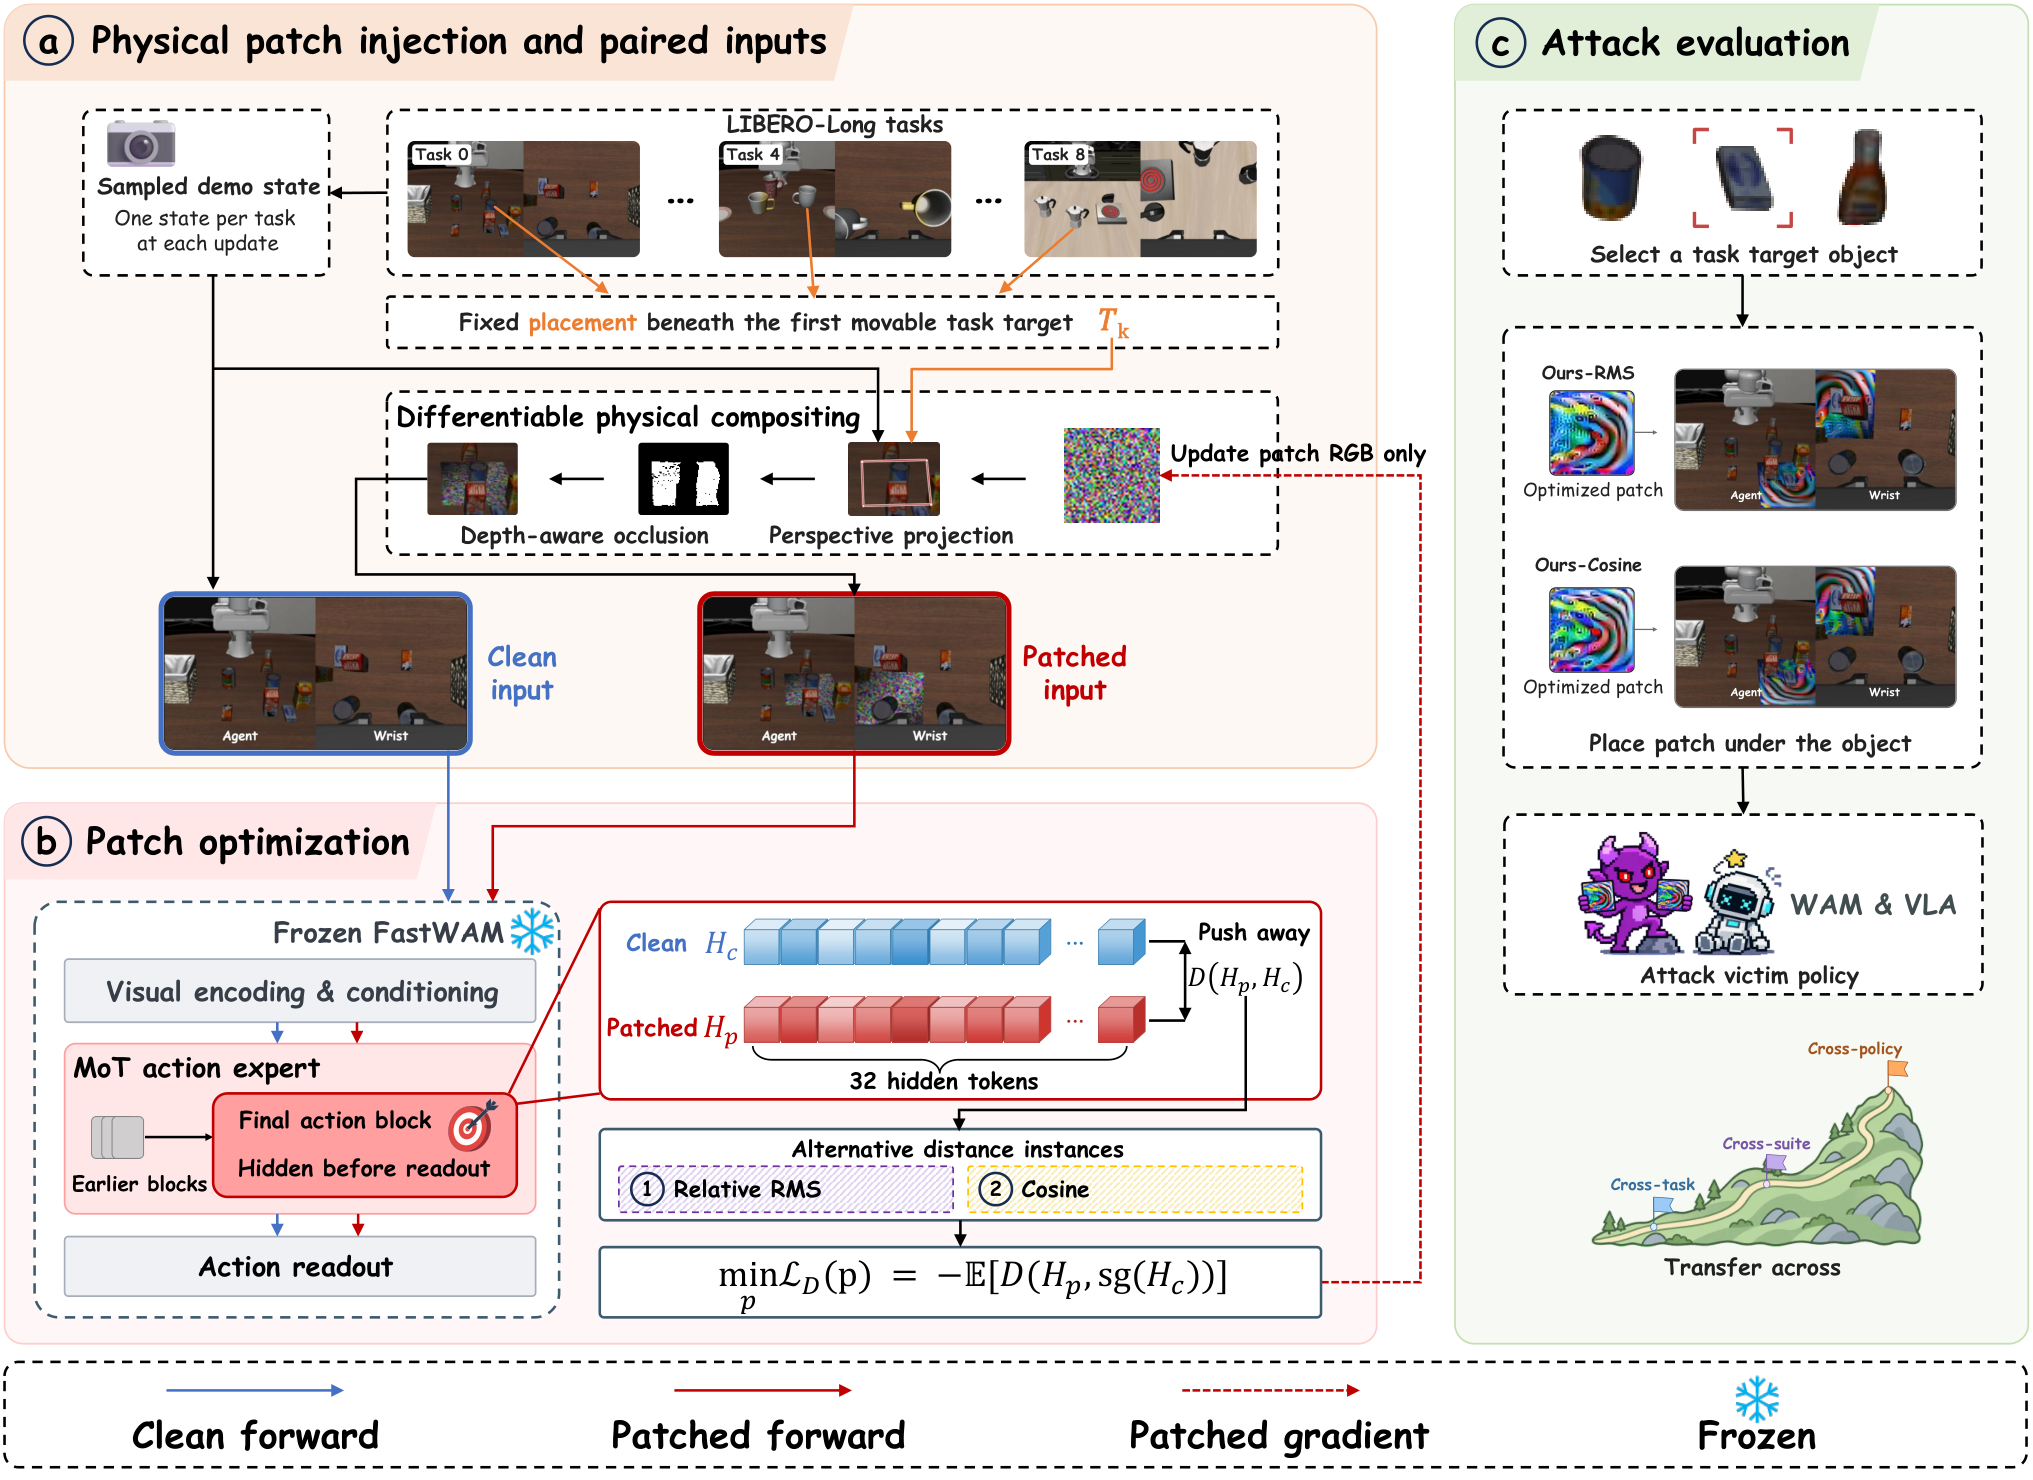 a Physical patch injection and paired inputs
Sampled demo state
One state per task
at each update
LIBERO-Long tasks
Task 0
Task 4
...
Task 8
...
Fixed placement beneath the first movable task target T_k
Differentiable physical compositing
Update patch RGB only
Depth-aware occlusion
Perspective projection
Agent
Wrist
Clean
input
Agent
Wrist
Patched
input
b Patch optimization
Frozen FastWAM
Visual encoding & conditioning
MoT action expert
Earlier blocks
Final action block
Hidden before readout
Action readout
Clean H_c
...
Push away
D(H_p, H_c)
Patched H_p
...
32 hidden tokens
Alternative distance instances
1 Relative RMS
2 Cosine
min_p ℒ_D(p) = −𝔼[D(H_p, sg(H_c))]
c Attack evaluation
Select a task target object
Ours-RMS
Optimized patch
Agent
Wrist
Ours-Cosine
Optimized patch
Agent
Wrist
Place patch under the object
WAM & VLA
Attack victim policy
Cross-policy
Cross-suite
Cross-task
Transfer across
Clean forward
Patched forward
Patched gradient
Frozen